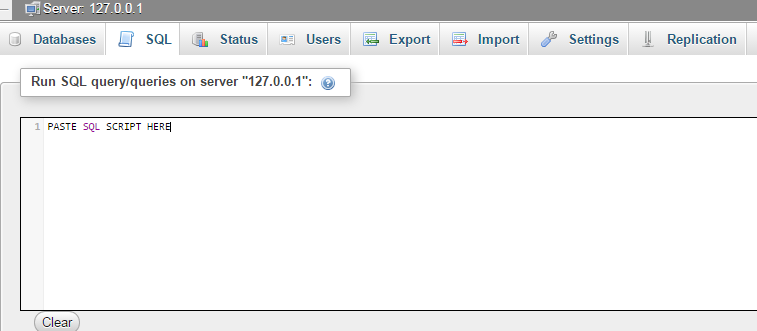 Server: 127.0.0.1
Databases SQL Status Users Export Import Settings Replication
Run SQL query/queries on server "127.0.0.1":
1 PASTE SQL SCRIPT HERE
Clear